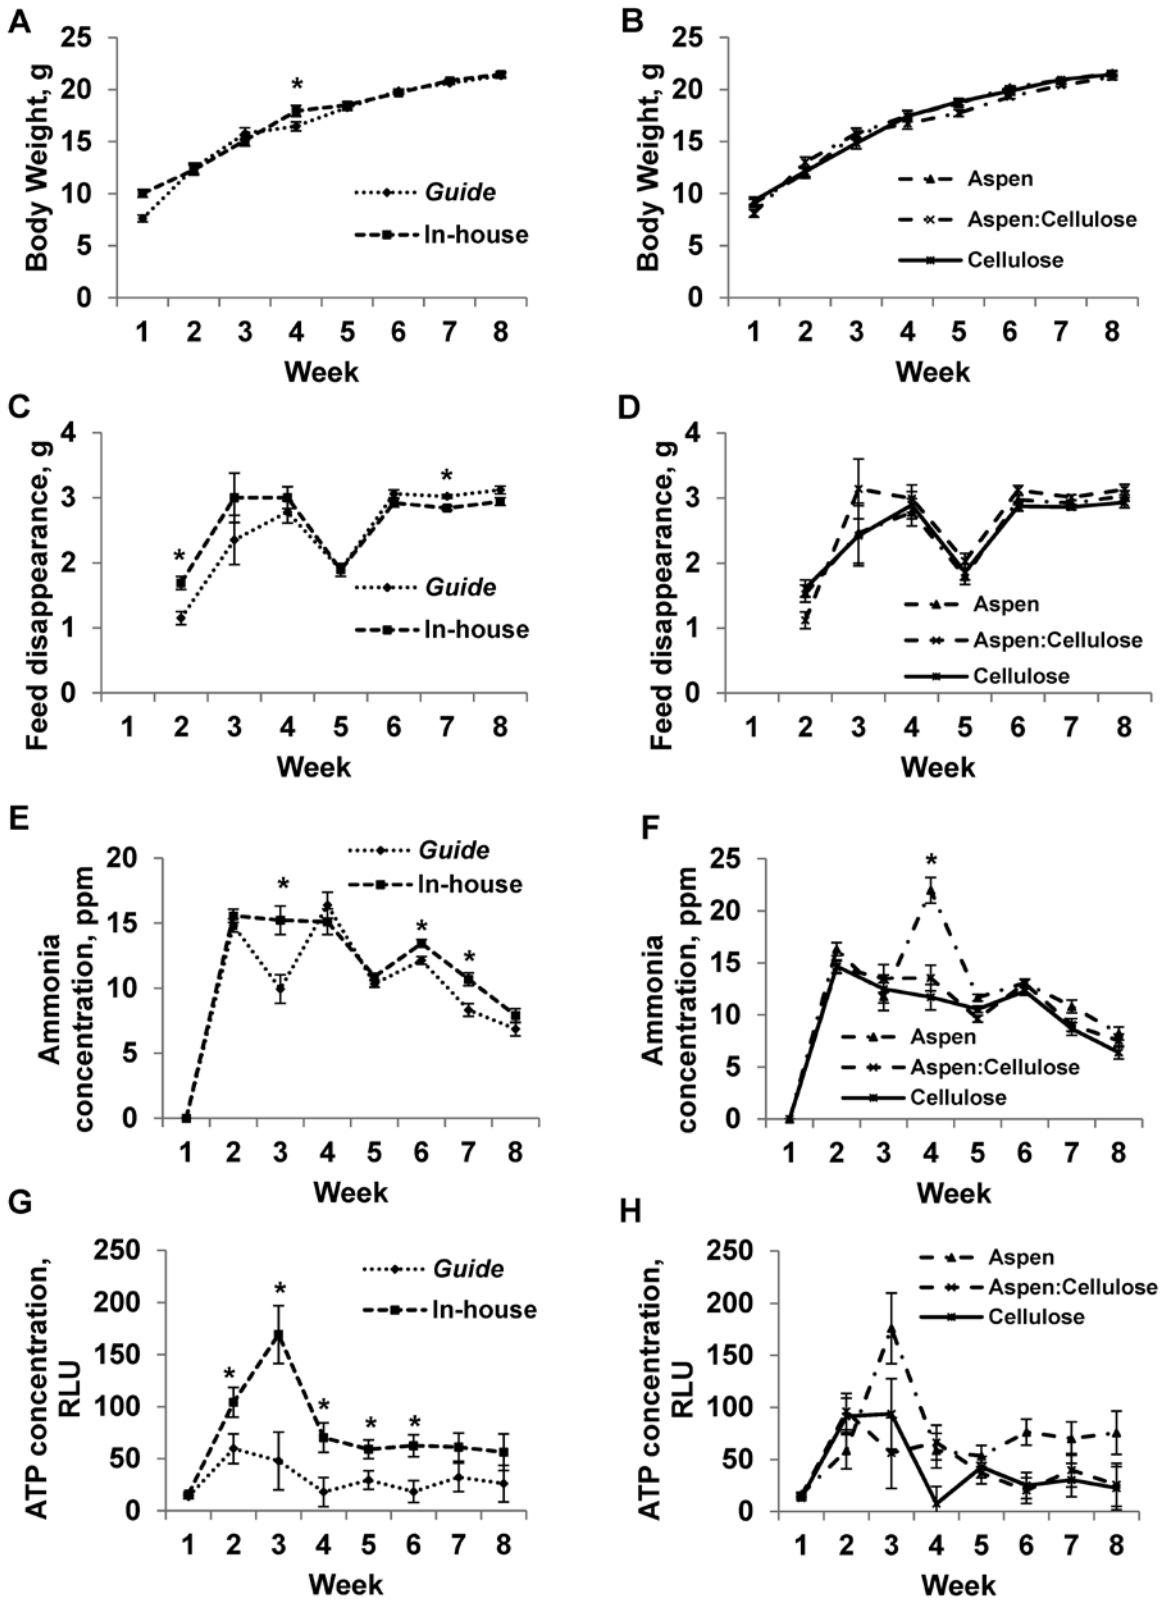 A
Body Weight, g
25
20
15
10
5
0
*
Guide
In-house
1 2 3 4 5 6 7 8
Week
B
Body Weight, g
25
20
15
10
5
0
Aspen
Aspen:Cellulose
Cellulose
1 2 3 4 5 6 7 8
Week
C
Feed disappearance, g
4
3
2
1
0
*
*
Guide
In-house
1 2 3 4 5 6 7 8
Week
D
Feed disappearance, g
4
3
2
1
0
Aspen
Aspen:Cellulose
Cellulose
1 2 3 4 5 6 7 8
Week
E
Ammonia
concentration, ppm
20
15
10
5
0
Guide
In-house
*
*
*
1 2 3 4 5 6 7 8
Week
F
Ammonia
concentration, ppm
25
20
15
10
5
0
*
Aspen
Aspen:Cellulose
Cellulose
1 2 3 4 5 6 7 8
Week
G
ATP concentration,
RLU
250
200
150
100
50
0
Guide
In-house
*
*
*
*
*
1 2 3 4 5 6 7 8
Week
H
ATP concentration,
RLU
250
200
150
100
50
0
Aspen
Aspen:Cellulose
Cellulose
1 2 3 4 5 6 7 8
Week